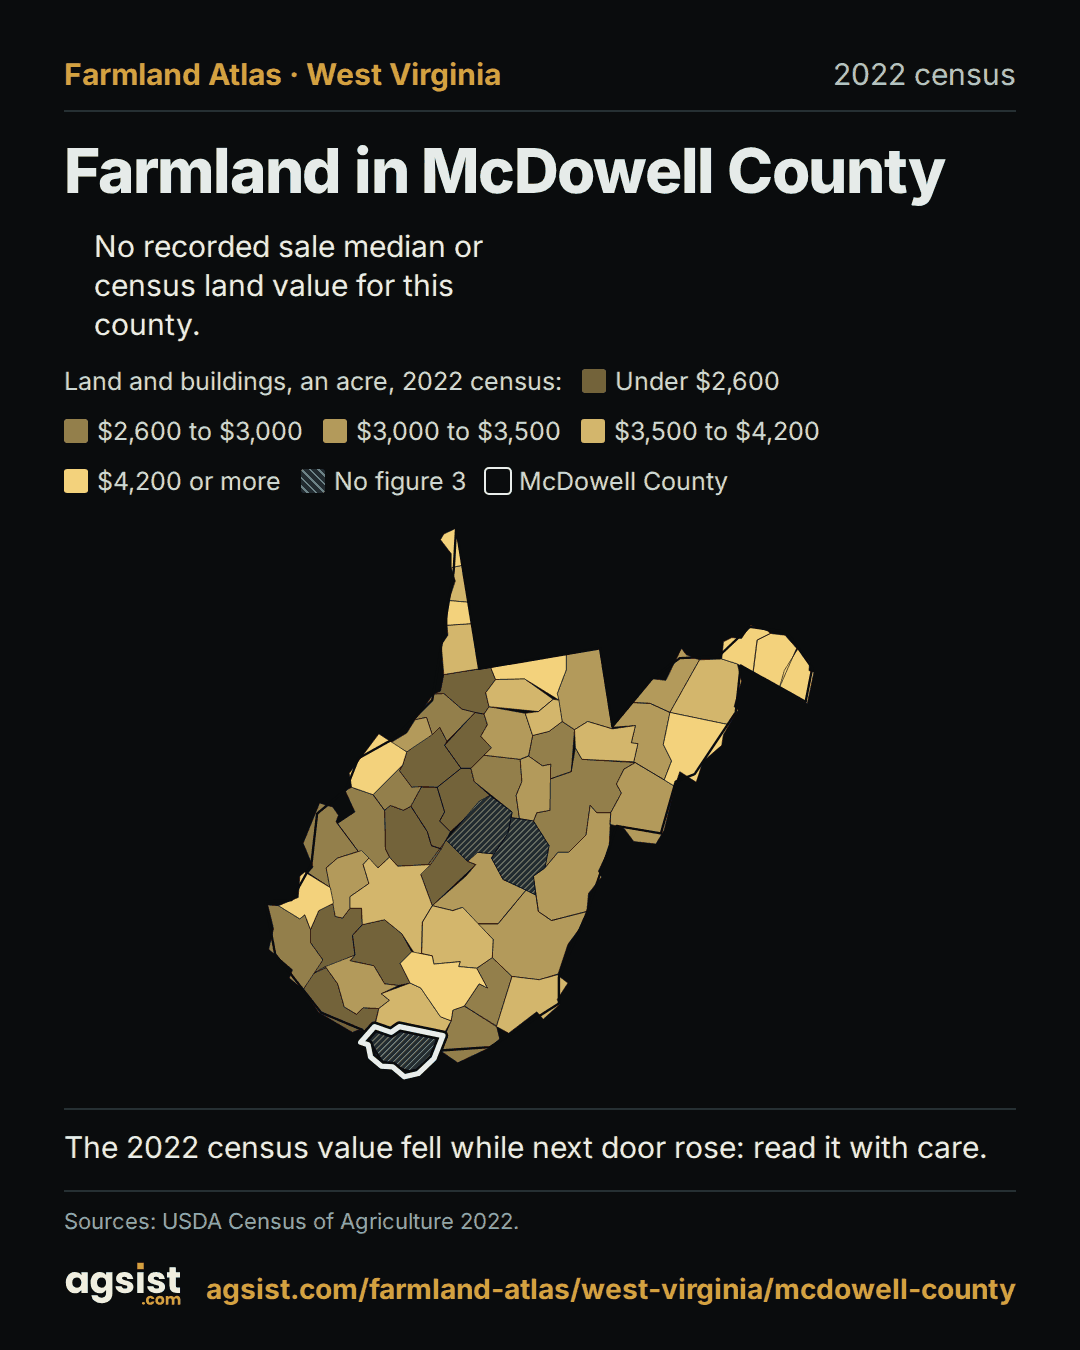 Farmland Atlas · West Virginia 2022 census
Farmland in McDowell County
No recorded sale median or
census land value for this
county.
Land and buildings, an acre, 2022 census: Under $2,600
$2,600 to $3,000 $3,000 to $3,500 $3,500 to $4,200
$4,200 or more No figure 3 McDowell County
The 2022 census value fell while next door rose: read it with care.
Sources: USDA Census of Agriculture 2022.
agsist .com agsist.com/farmland-atlas/west-virginia/mcdowell-county